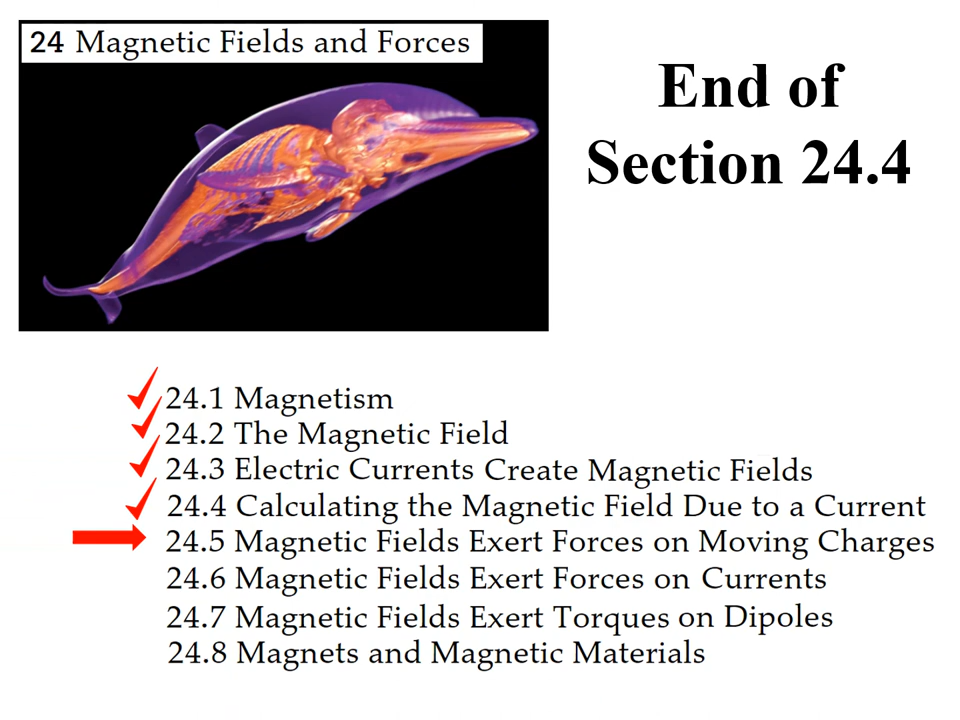 24 Magnetic Fields and Forces
End of
Section 24.4
24.1 Magnetism
24.2 The Magnetic Field
24.3 Electric Currents Create Magnetic Fields
24.4 Calculating the Magnetic Field Due to a Current
24.5 Magnetic Fields Exert Forces on Moving Charges
24.6 Magnetic Fields Exert Forces on Currents
24.7 Magnetic Fields Exert Torques on Dipoles
24.8 Magnets and Magnetic Materials